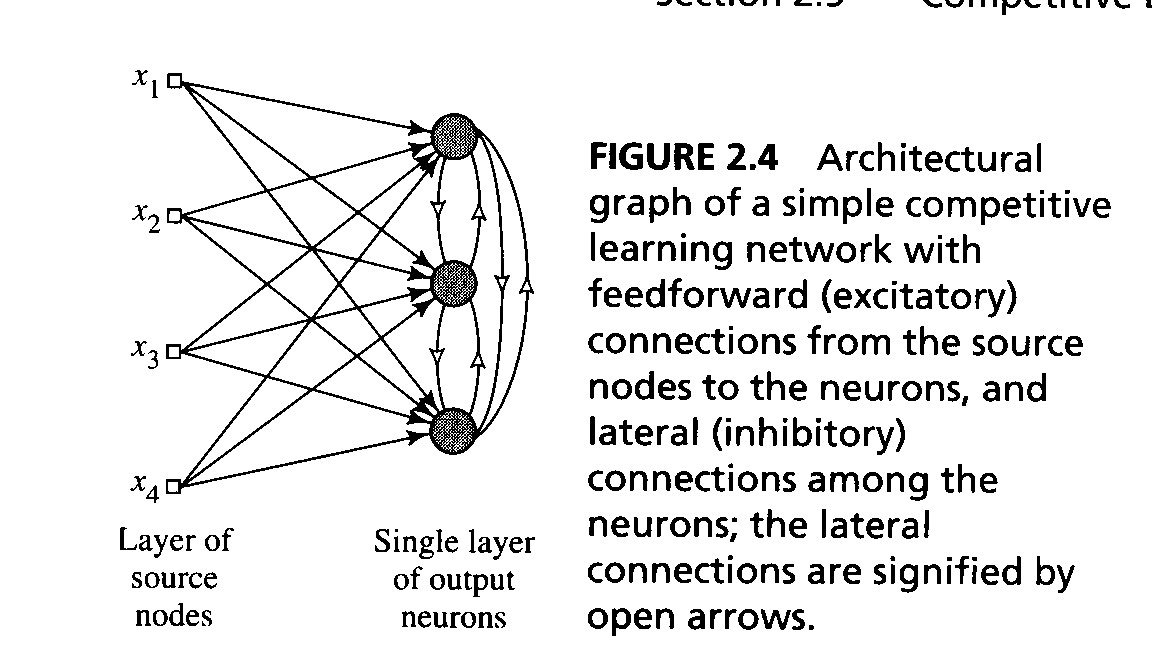 x1
x2
x3
x4
Layer of
source
nodes
Single layer
of output
neurons
FIGURE 2.4 Architectural
graph of a simple competitive
learning network with
feedforward (excitatory)
connections from the source
nodes to the neurons, and
lateral (inhibitory)
connections among the
neurons; the lateral
connections are signified by
open arrows.